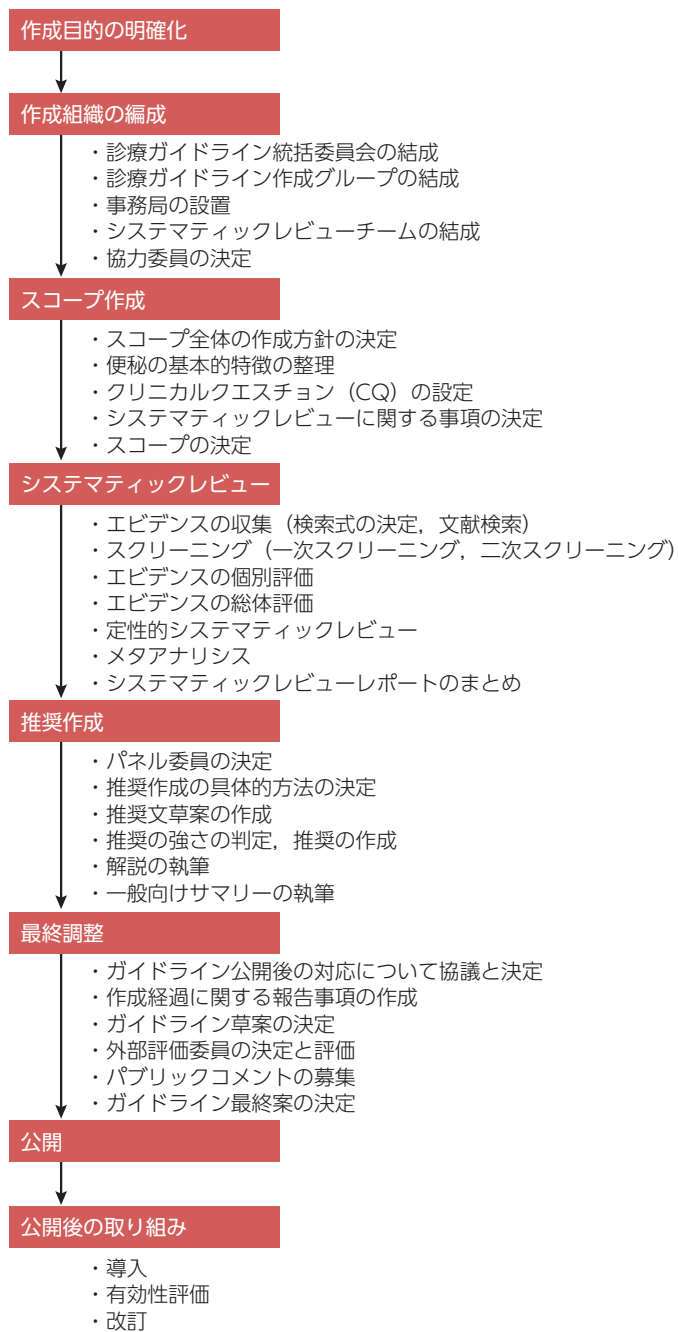 作成目的の明確化
作成組織の編成
・診療ガイドライン統括委員会の結成
・診療ガイドライン作成グループの結成
・事務局の設置
・システマティックレビューチームの結成
・協力委員の決定
スコープ作成
・スコープ全体の作成方針の決定
・便秘の基本的特徴の整理
・クリニカルクエスチョン（CQ）の設定
・システマティックレビューに関する事項の決定
・スコープの決定
システマティックレビュー
・エビデンスの収集（検索式の決定，文献検索）
・スクリーニング（一次スクリーニング，二次スクリーニング）
・エビデンスの個別評価
・エビデンスの総体評価
・定性的システマティックレビュー
・メタアナリシス
・システマティックレビューレポートのまとめ
推奨作成
・パネル委員の決定
・推奨作成の具体的方法の決定
・推奨文草案の作成
・推奨の強さの判定，推奨の作成
・解説の執筆
・一般向けサマリーの執筆
最終調整
・ガイドライン公開後の対応について協議と決定
・作成経過に関する報告事項の作成
・ガイドライン草案の決定
・外部評価委員の決定と評価
・パブリックコメントの募集
・ガイドライン最終案の決定
公開
公開後の取り組み
・導入
・有効性評価
・改訂